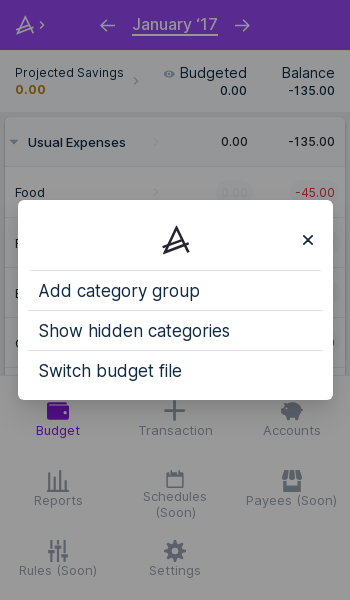 January ‘17
Projected Savings
0.00
Budgeted
0.00
Balance
-135.00
Usual Expenses
0.00
-135.00
Food
0.00
-45.00
Add category group
Show hidden categories
Switch budget file
Budget
Transaction
Accounts
Reports
Schedules
(Soon)
Payees (Soon)
Rules (Soon)
Settings